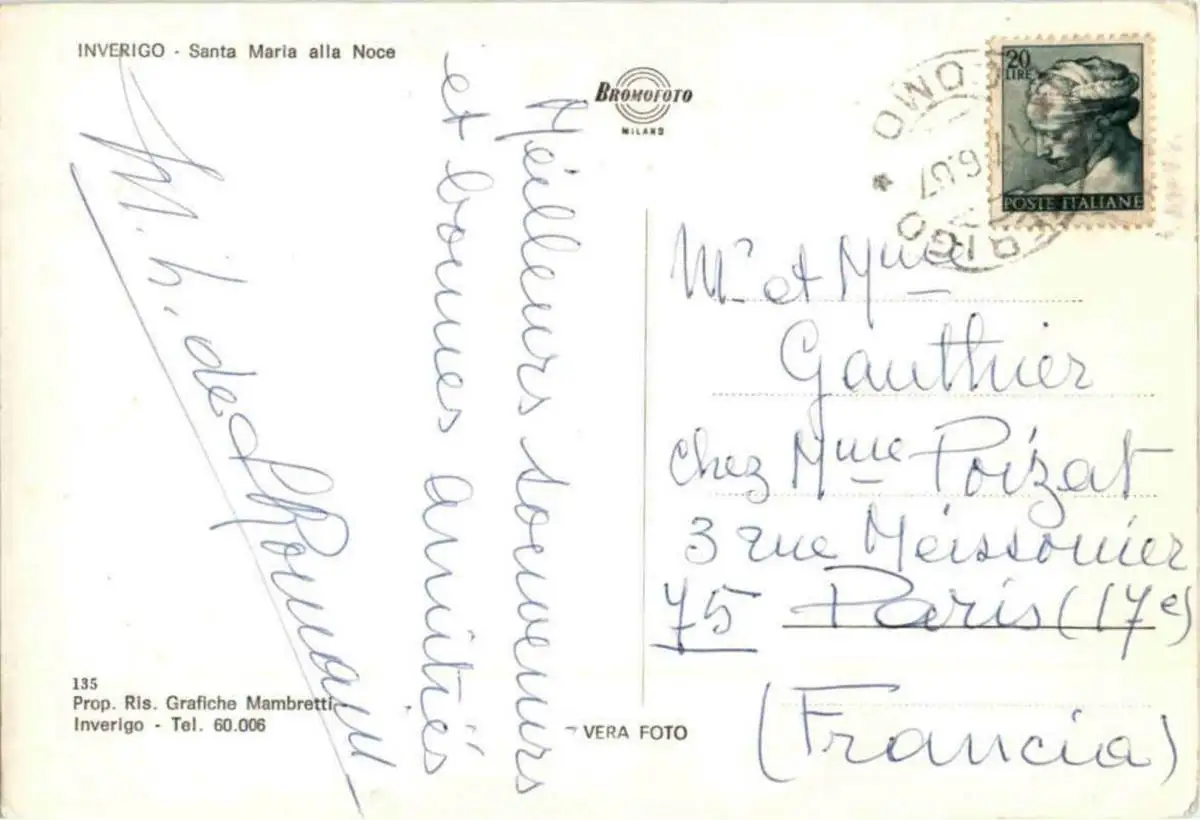 INVERIGO - Santa Maria alla Noce
BROMOFOTO
MILANO
20
LIRE
POSTE ITALIANE
Meilleurs souvenirs
et bonnes amitiés
M. h. de
Mr et Mme
Gauthier
chez Mme Poizat
3 rue Meissonier
75 Paris (17e)
(Francia)
135
Prop. Ris. Grafiche Mambretti -
Inverigo - Tel. 60.006
VERA FOTO